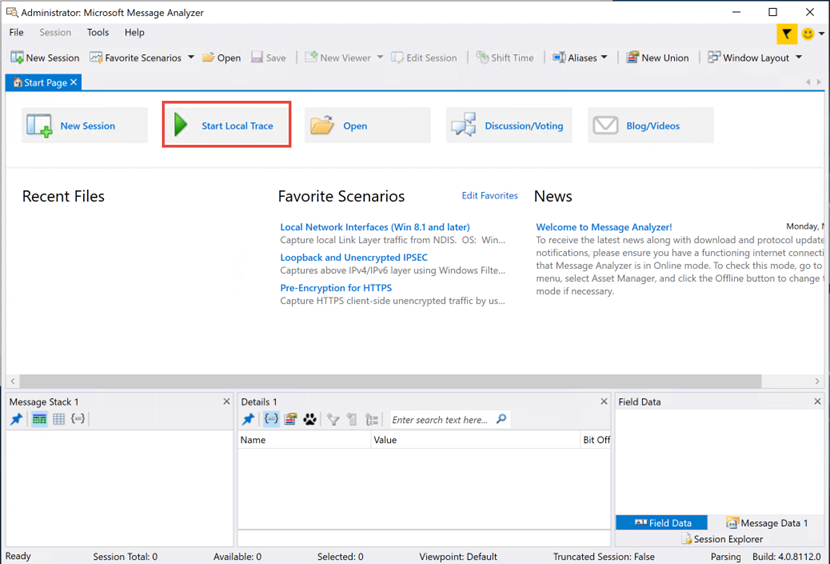 Administrator: Microsoft Message Analyzer
File Session Tools Help
New Session Favorite Scenarios Open Save New Viewer Edit Session Shift Time Aliases New Union Window Layout
Start Page
New Session Start Local Trace Open Discussion/Voting Blog/Videos
Recent Files Favorite Scenarios Edit Favorites News
Local Network Interfaces (Win 8.1 and later)
Capture local Link Layer traffic from NDIS. OS: Win...
Loopback and Unencrypted IPSEC
Captures above IPv4/IPv6 layer using Windows Filte...
Pre-Encryption for HTTPS
Capture HTTPS client-side unencrypted traffic by us...
Welcome to Message Analyzer! Monday,
To receive the latest news along with download and protocol update
notifications, please ensure you have a functioning internet connecti
that Message Analyzer is in Online mode. To check this mode, go to
menu, select Asset Manager, and click the Offline button to change
mode if necessary.
Message Stack 1
Details 1
Enter search text here...
Name Value Bit Off
Field Data
Field Data Message Data 1
Session Explorer
Ready Session Total: 0 Available: 0 Selected: 0 Viewpoint: Default Truncated Session: False Parsing Build: 4.0.8112.0